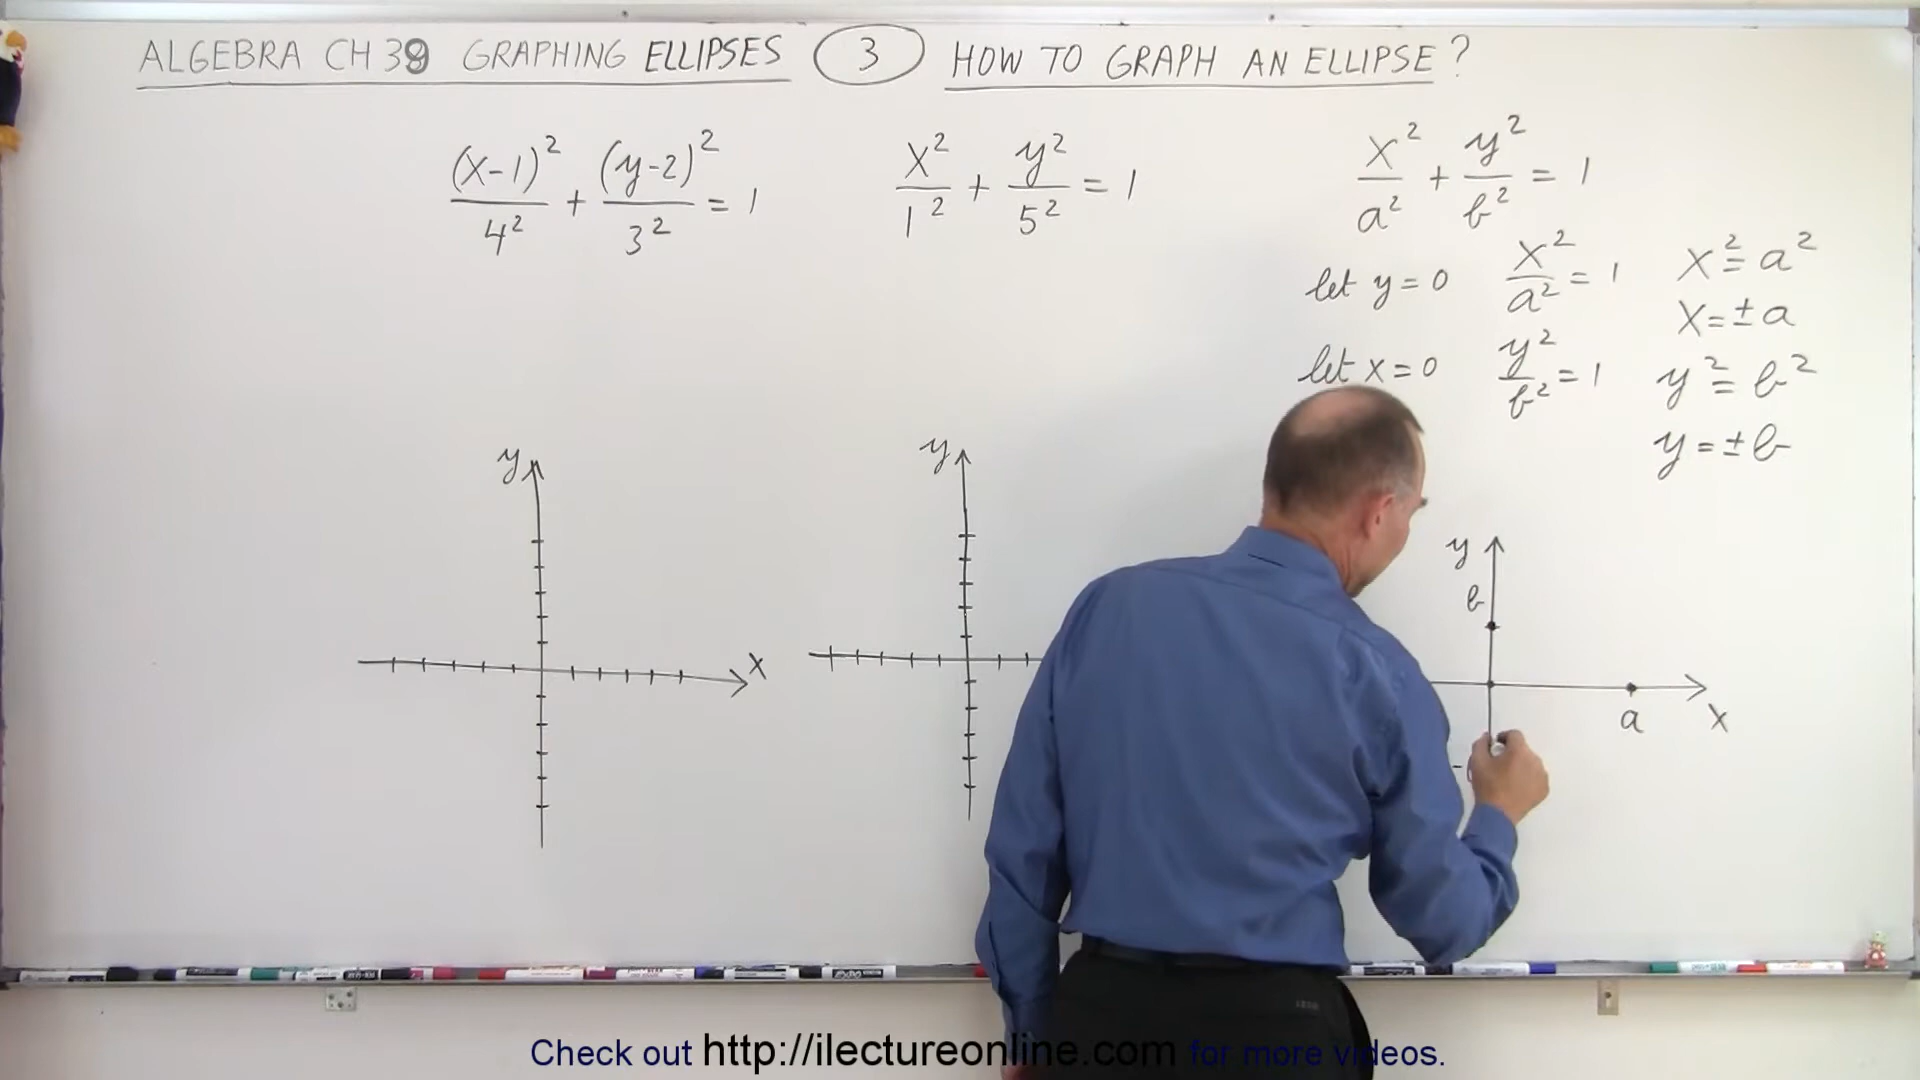 ALGEBRA CH 39 GRAPHING ELLIPSES 3 HOW TO GRAPH AN ELLIPSE?
(x-1)²/4² + (y-2)²/3² = 1
x²/1² + y²/5² = 1
x²/a² + y²/b² = 1
let y = 0 x²/a² = 1 x² = a²
x = ± a
let x = 0 y²/b² = 1 y² = b²
y = ± b
y
x
y
y
b
a
x
Check out http://ilectureonline.com for more videos.